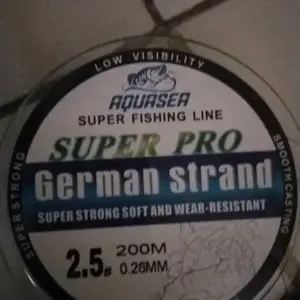 LOW VISIBILITY
SUPER STRONG
SMOOTH CASTING
AQUASEA
SUPER FISHING LINE
SUPER PRO
German strand
SUPER STRONG SOFT AND WEAR-RESISTANT
2.5#
200M
0.26MM